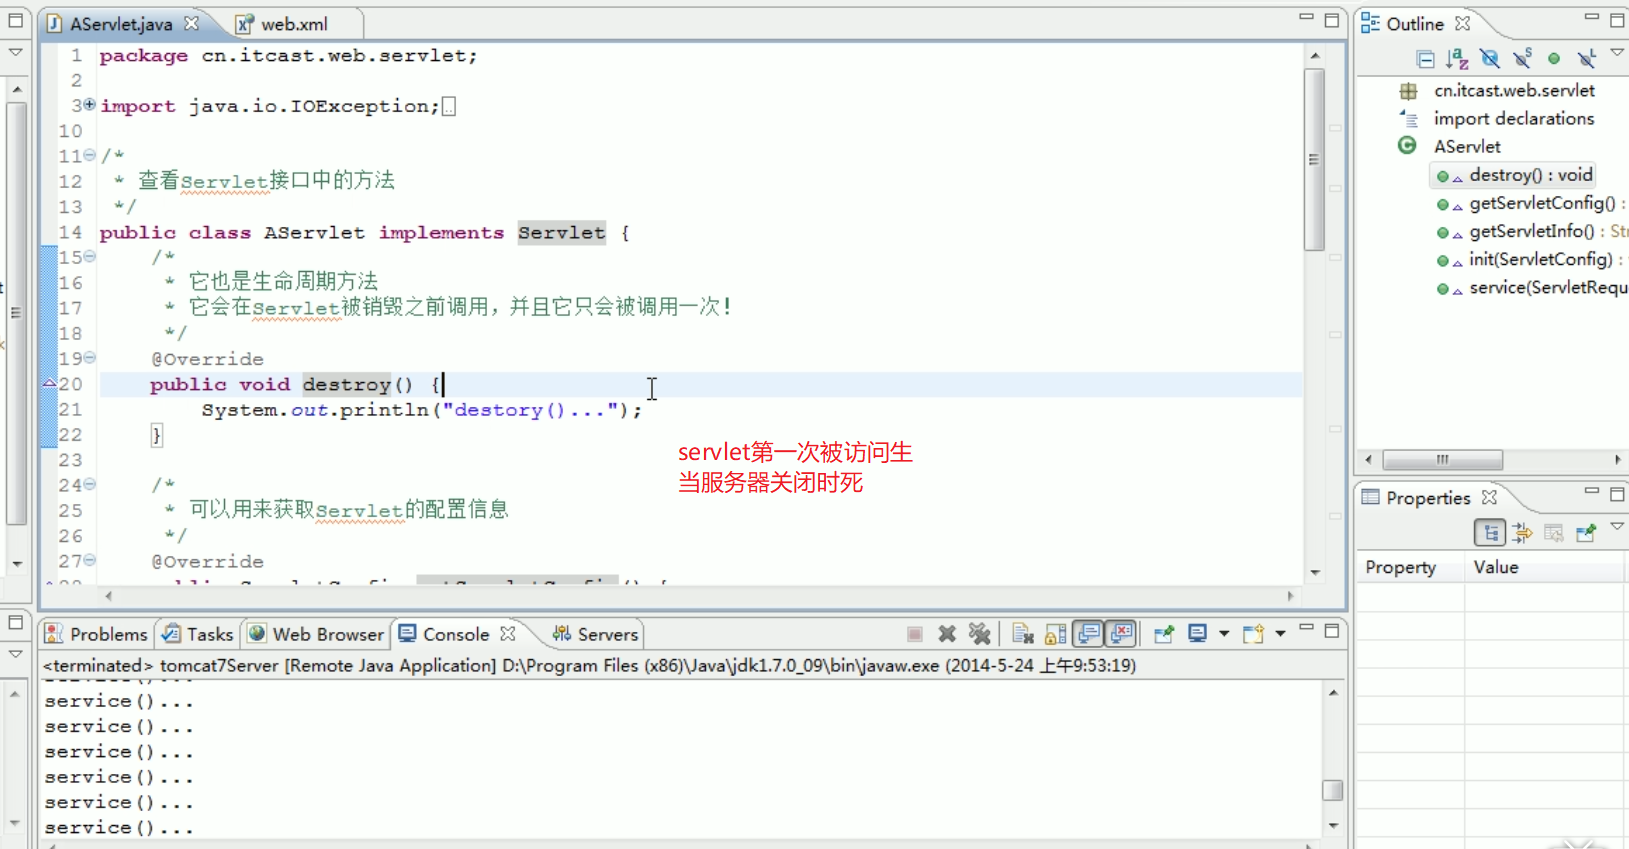 AServlet.java
web.xml
1 package cn.itcast.web.servlet;
2
3 import java.io.IOException;
10
11 /*
12 * 查看Servlet接口中的方法
13 */
14 public class AServlet implements Servlet {
15 /*
16 * 它也是生命周期方法
17 * 它会在Servlet被销毁之前调用，并且它只会被调用一次！
18 */
19 @Override
20 public void destroy() {
21 System.out.println("destory()...");
22 }
23
24 /*
25 * 可以用来获取Servlet的配置信息
26 */
27 @Override
servlet第一次被访问生
当服务器关闭时死
Outline
cn.itcast.web.servlet
import declarations
AServlet
destroy() : void
getServletConfig() :
getServletInfo() : Str
init(ServletConfig) :
service(ServletRequ
Properties
Property Value
Problems Tasks Web Browser Console Servers
<terminated> tomcat7Server [Remote Java Application] D:\Program Files (x86)\Java\jdk1.7.0_09\bin\javaw.exe (2014-5-24 上午9:53:19)
service()...
service()...
service()...
service()...
service()...
service()...